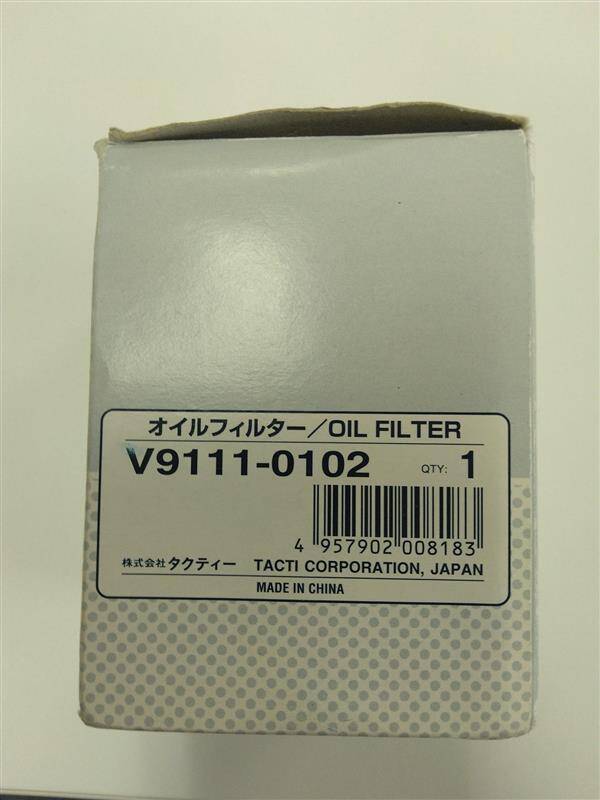 オイルフィルター/OIL FILTER
V9111-0102 QTY: 1
4 957902 008183
株式会社 タクティー TACTI CORPORATION, JAPAN
MADE IN CHINA